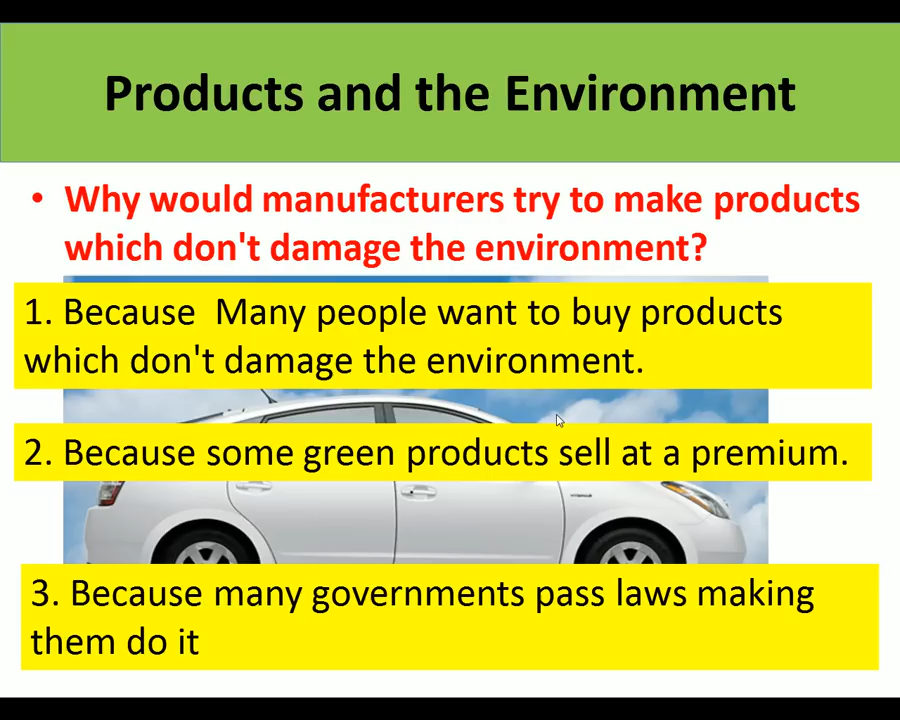 Products and the Environment
• Why would manufacturers try to make products
which don't damage the environment?
1. Because  Many people want to buy products
which don't damage the environment.
2. Because some green products sell at a premium.
3. Because many governments pass laws making
them do it